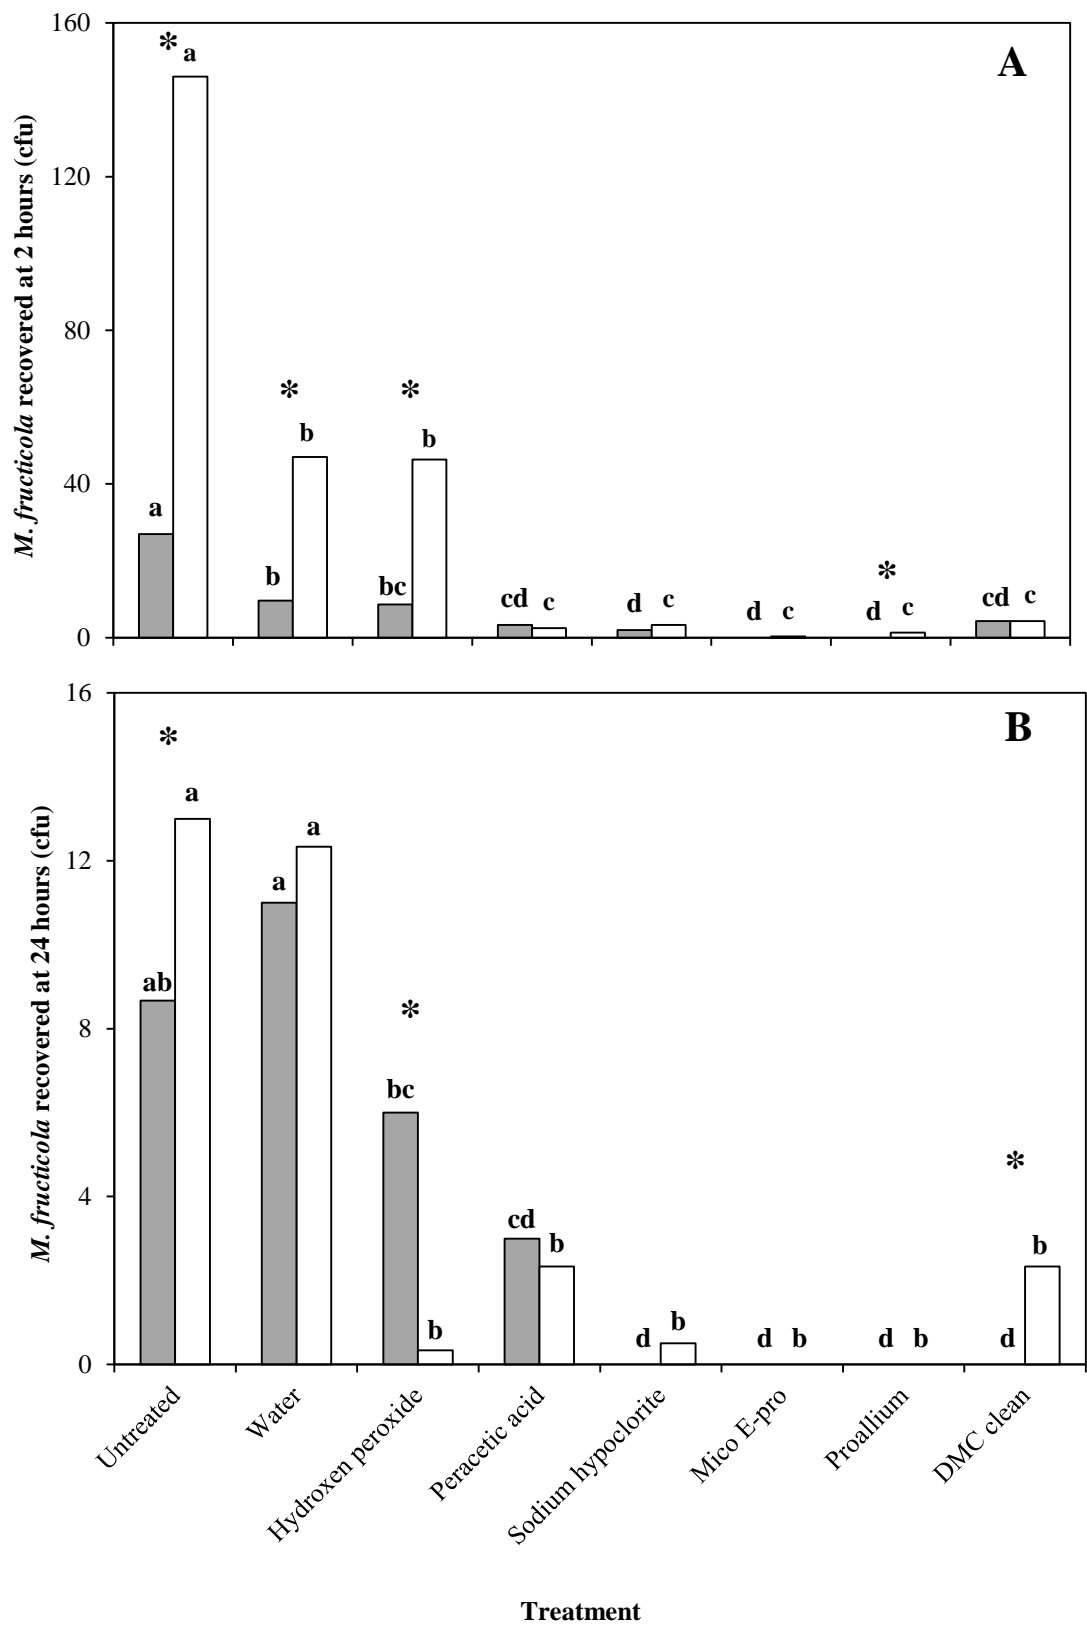 160
120
80
40
0
M. fructicola recovered at 2 hours (cfu)
A
* a
a
*
b
b
*
b
bc
cd c
d c
d c
*
d c
cd c
16
12
8
4
0
M. fructicola recovered at 24 hours (cfu)
B
*
a
ab
a
a
*
bc
b
cd b
d b
d b
d b
*
d b
Untreated
Water
Hydroxen peroxide
Peracetic acid
Sodium hypoclorite
Mico E-pro
Proallium
DMC clean
Treatment